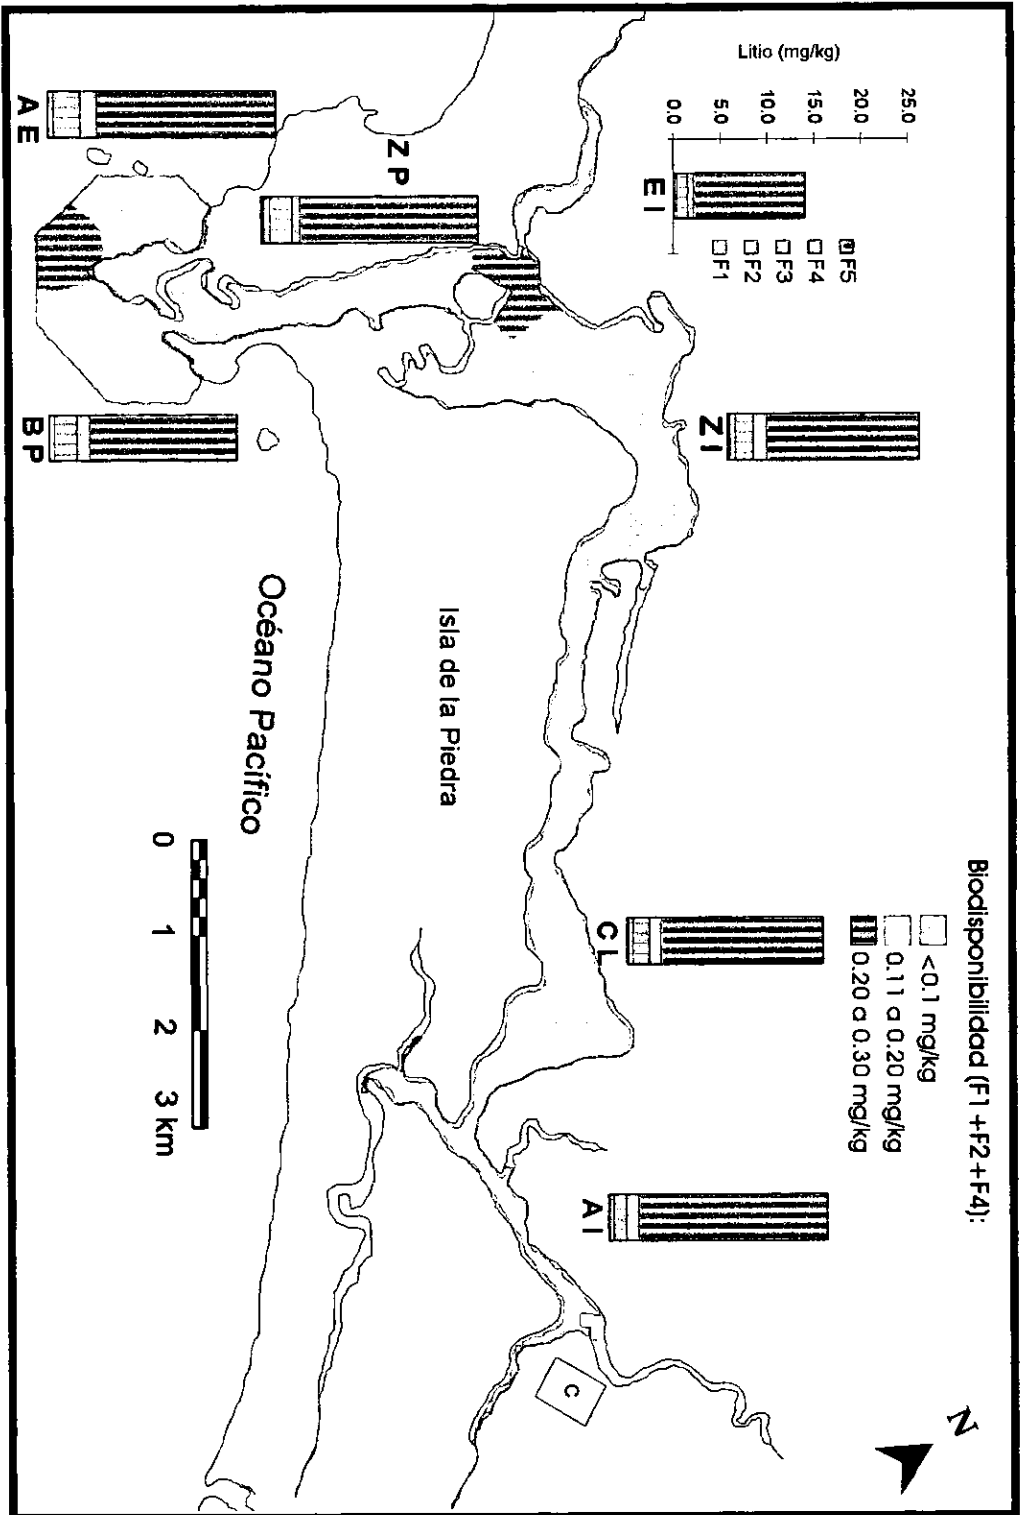 Litio (mg/kg)
25.0
20.0
15.0
10.0
5.0
0.0
F5
F4
F3
F2
F1
E I
Z I
Z P
A E
B P
C L
A I
Biodisponibilidad (F1+F2+F4):
<0.1 mg/kg
0.11 a 0.20 mg/kg
0.20 a 0.30 mg/kg
N
C
Isla de la Piedra
Océano Pacífico
0 1 2 3 km